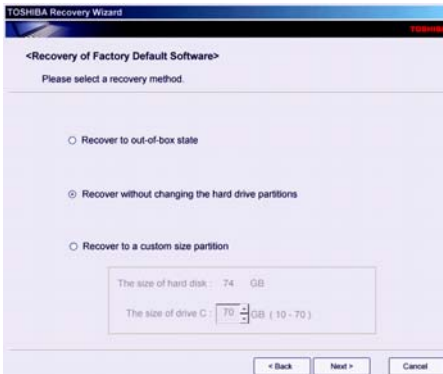 TOSHIBA Recovery Wizard
TOSHIBA
<Recovery of Factory Default Software>
Please select a recovery method.
Recover to out-of-box state
Recover without changing the hard drive partitions
Recover to a custom size partition
The size of hard disk : 74 GB
The size of drive C : 70 GB ( 10 - 70 )
< Back Next > Cancel